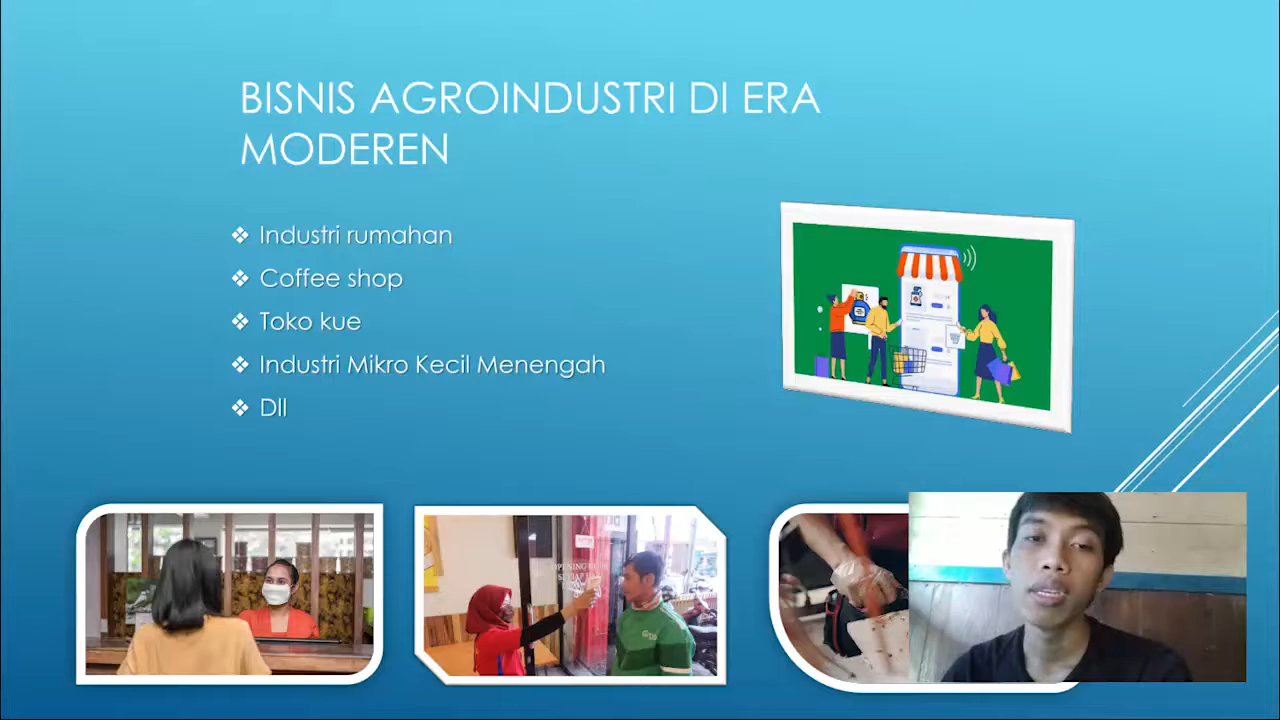 BISNIS AGROINDUSTRI DI ERA
MODEREN
Industri rumahan
Coffee shop
Toko kue
Industri Mikro Kecil Menengah
Dll